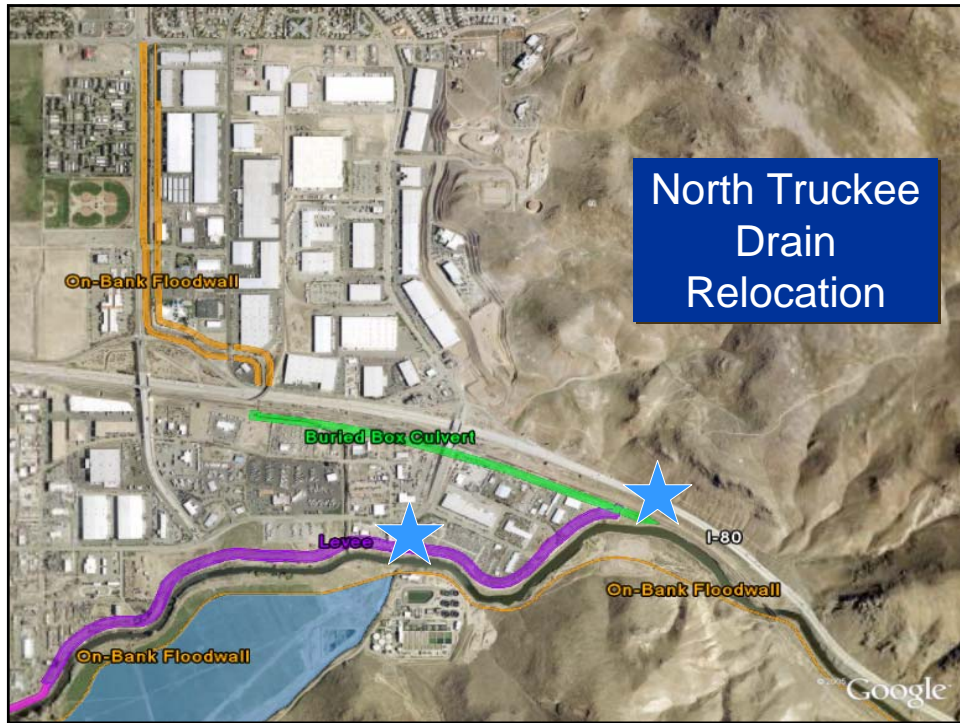 North Truckee
Drain
Relocation
On-Bank Floodwall
Buried Box Culvert
Levee
I-80
On-Bank Floodwall
On-Bank Floodwall
©2006 Google